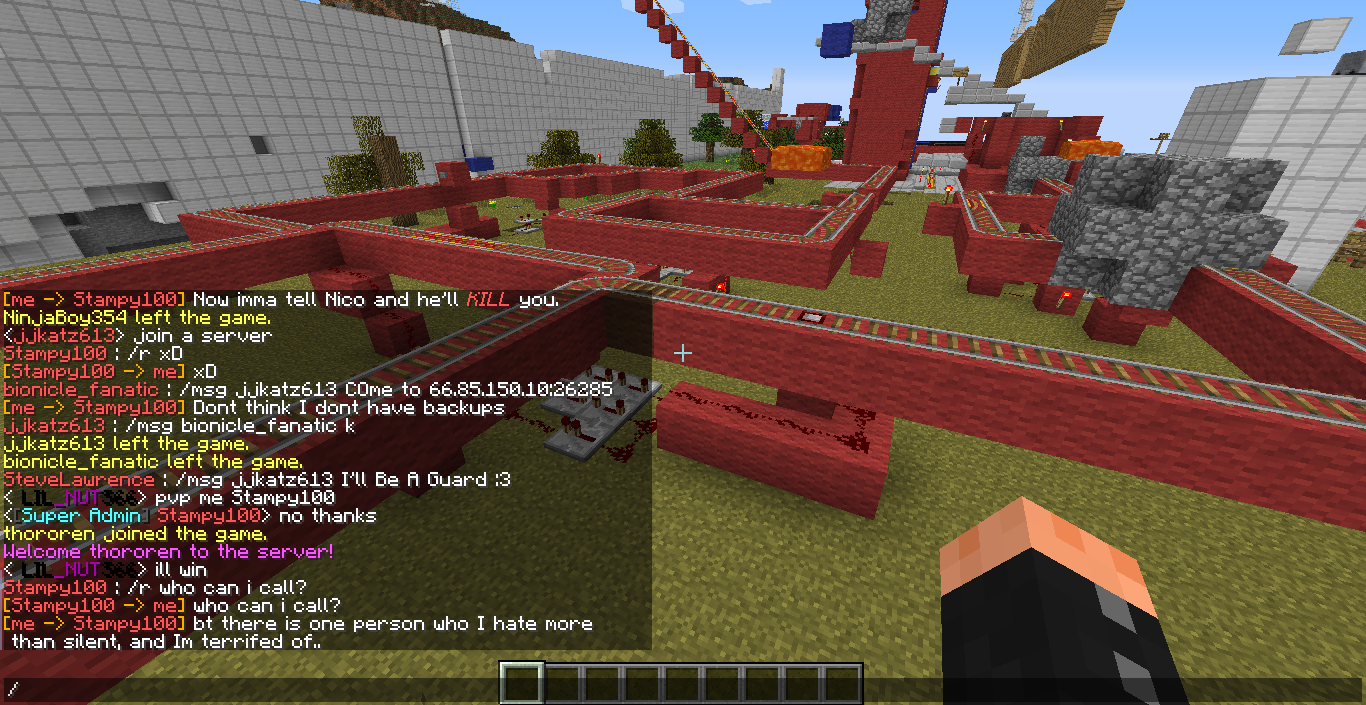 [me -> Stampy100] Now imma tell Nico and he'll KILL you.
NinjaBoy354 left the game.
<jjkatz613> join a server
Stampy100 : /r xD
[Stampy100 -> me] xD
bionicle_fanatic : /msg jjkatz613 COme to 66.85.150.10:26285
[me -> Stampy100] Dont think I dont have backups
jjkatz613 : /msg bionicle_fanatic k
jjkatz613 left the game.
bionicle_fanatic left the game.
SteveLawrence : /msg jjkatz613 I'll Be A Guard :3
< LIL_NUT366> pvp me Stampy100
<[Super Admin] Stampy100> no thanks
thororen joined the game.
Welcome thororen to the server!
< LIL_NUT366> ill win
Stampy100 : /r who can i call?
[Stampy100 -> me] who can i call?
[me -> Stampy100] bt there is one person who I hate more
than silent, and Im terrifed of..
/